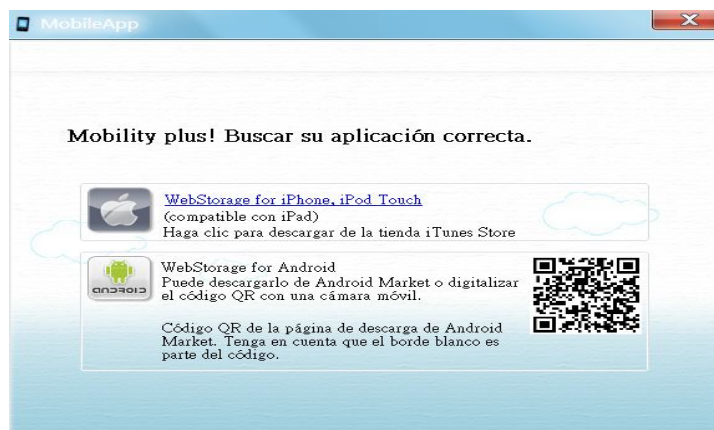 MobileApp
Mobility plus! Buscar su aplicación correcta.
WebStorage for iPhone, iPod Touch
(compatible con iPad)
Haga clic para descargar de la tienda iTunes Store
WebStorage for Android
Puede descargarlo de Android Market o digitalizar
el código QR con una cámara móvil.
android
Código QR de la página de descarga de Android
Market. Tenga en cuenta que el borde blanco es
parte del código.